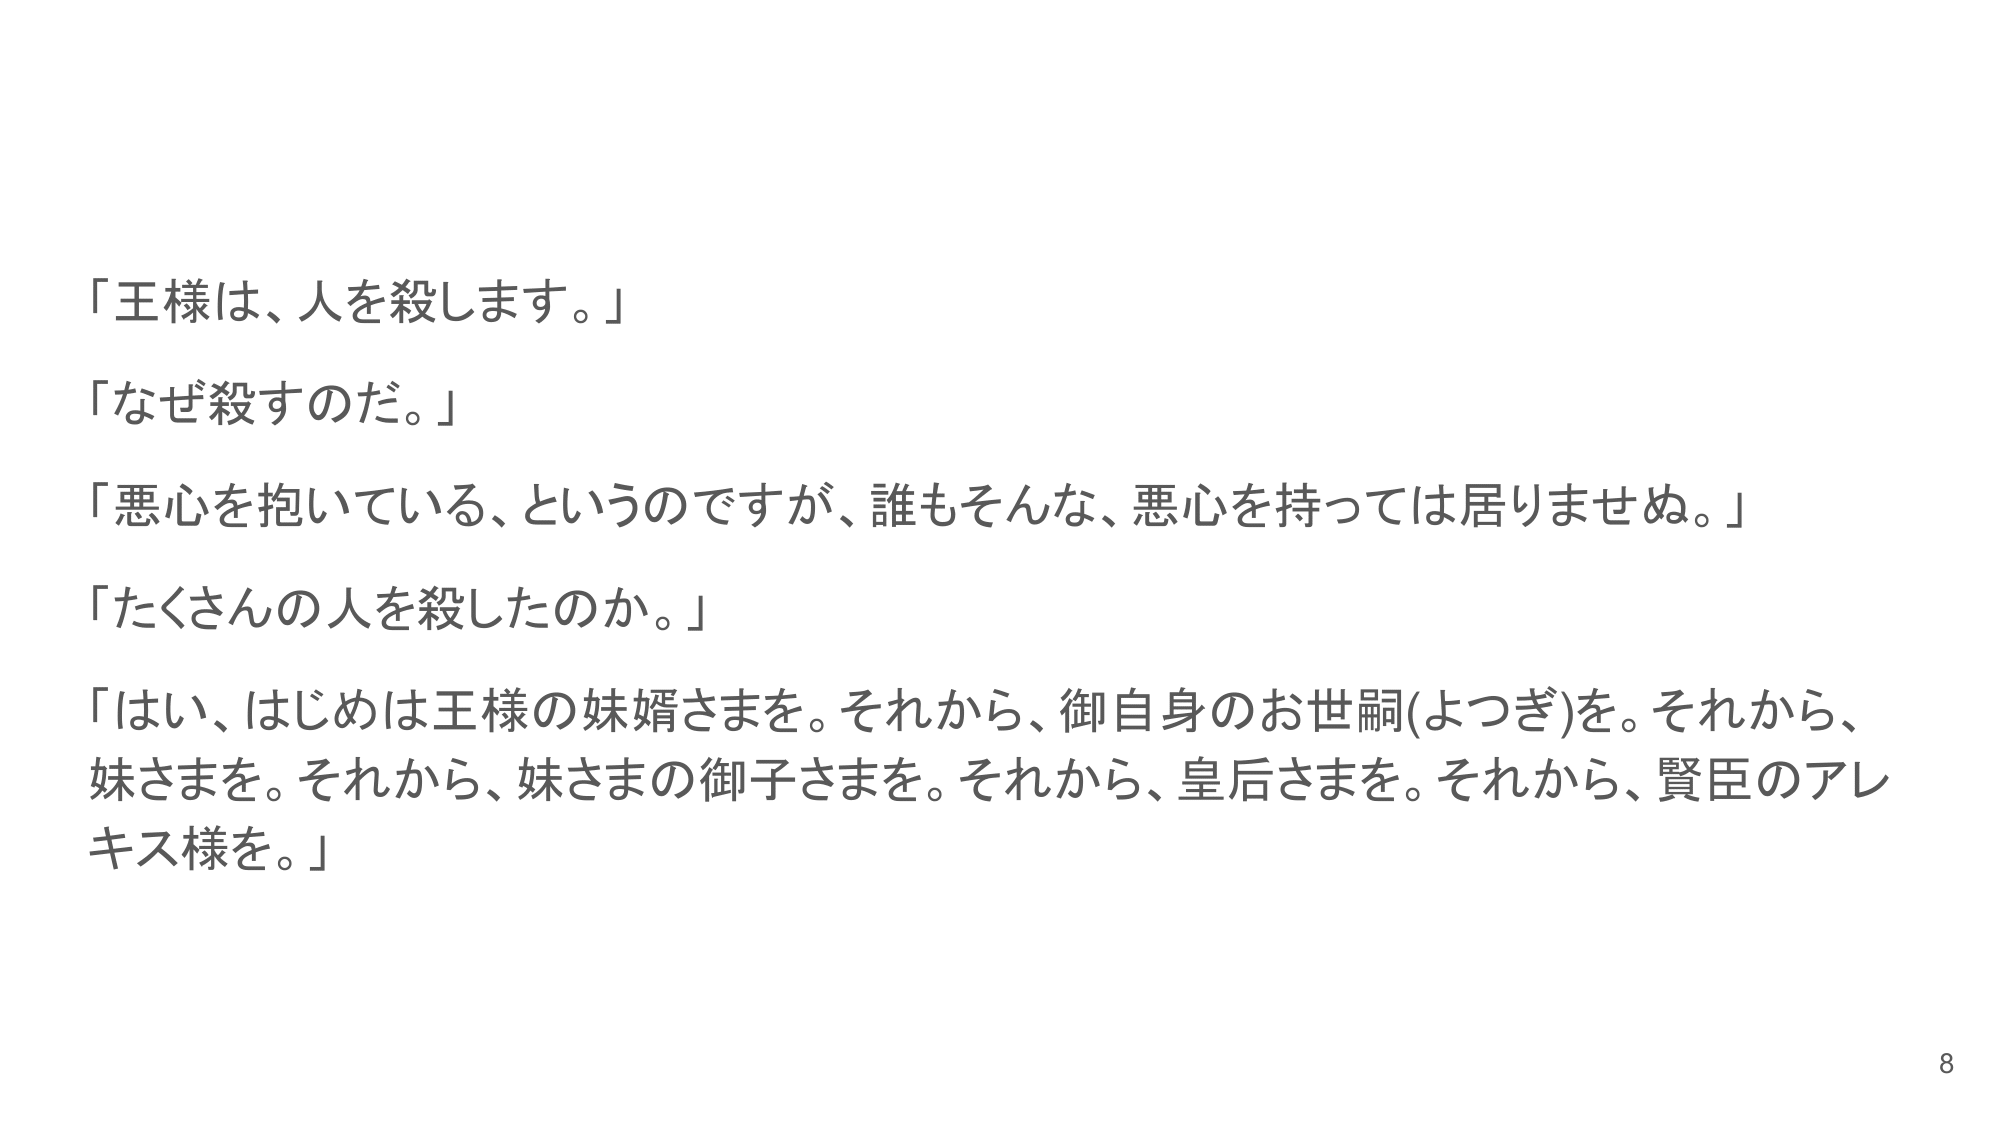 「王様は、人を殺します。」
「なぜ殺すのだ。」
「悪心を抱いている、というのですが、誰もそんな、悪心を持っては居りませぬ。」
「たくさんの人を殺したのか。」
「はい、はじめは王様の妹婿さまを。それから、御自身のお世嗣(よつぎ)を。それから、
妹さまを。それから、妹さまの御子さまを。それから、皇后さまを。それから、賢臣のアレ
キス様を。」
8